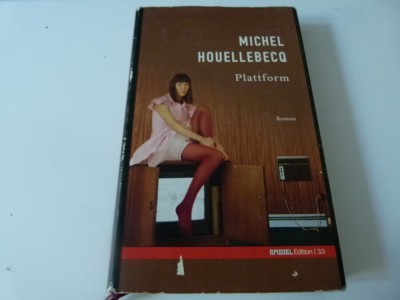 MICHEL
HOUELLEBECQ
Plattform
Roman
SPIEGEL Edition | 33